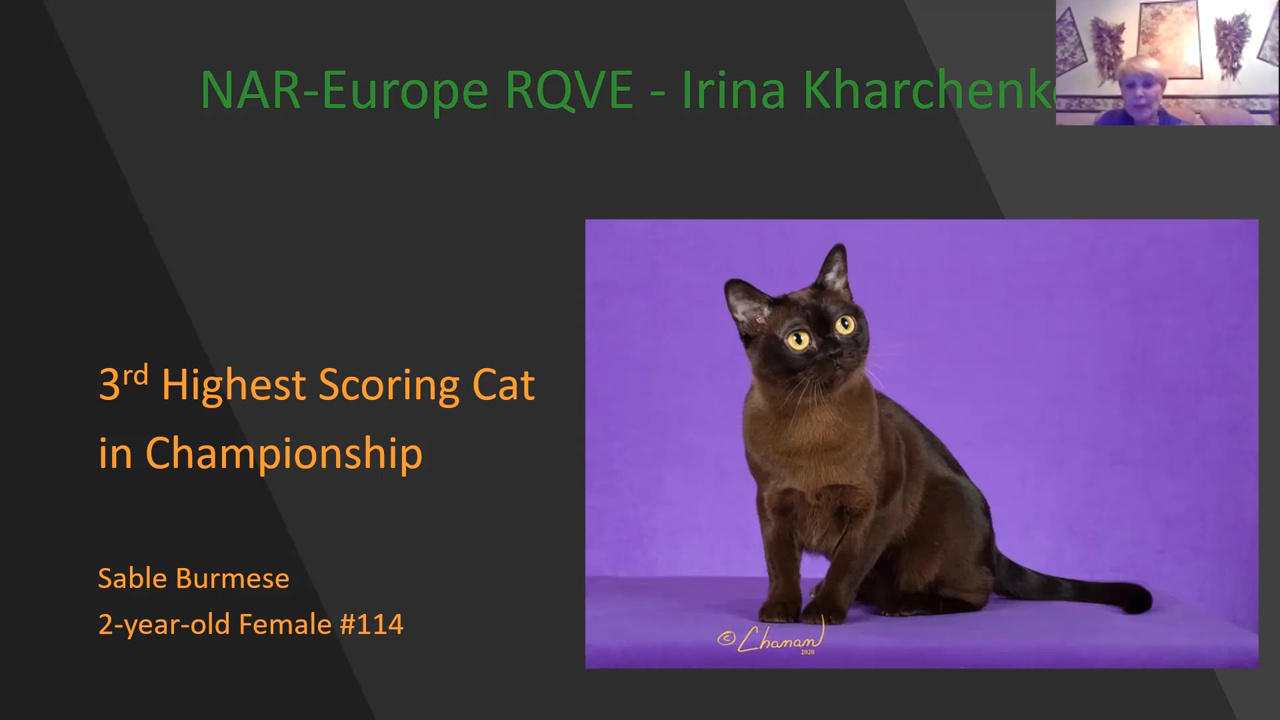 NAR-Europe RQVE - Irina Kharchenk
3rd Highest Scoring Cat
in Championship
Sable Burmese
2-year-old Female #114
© Chanan
2020